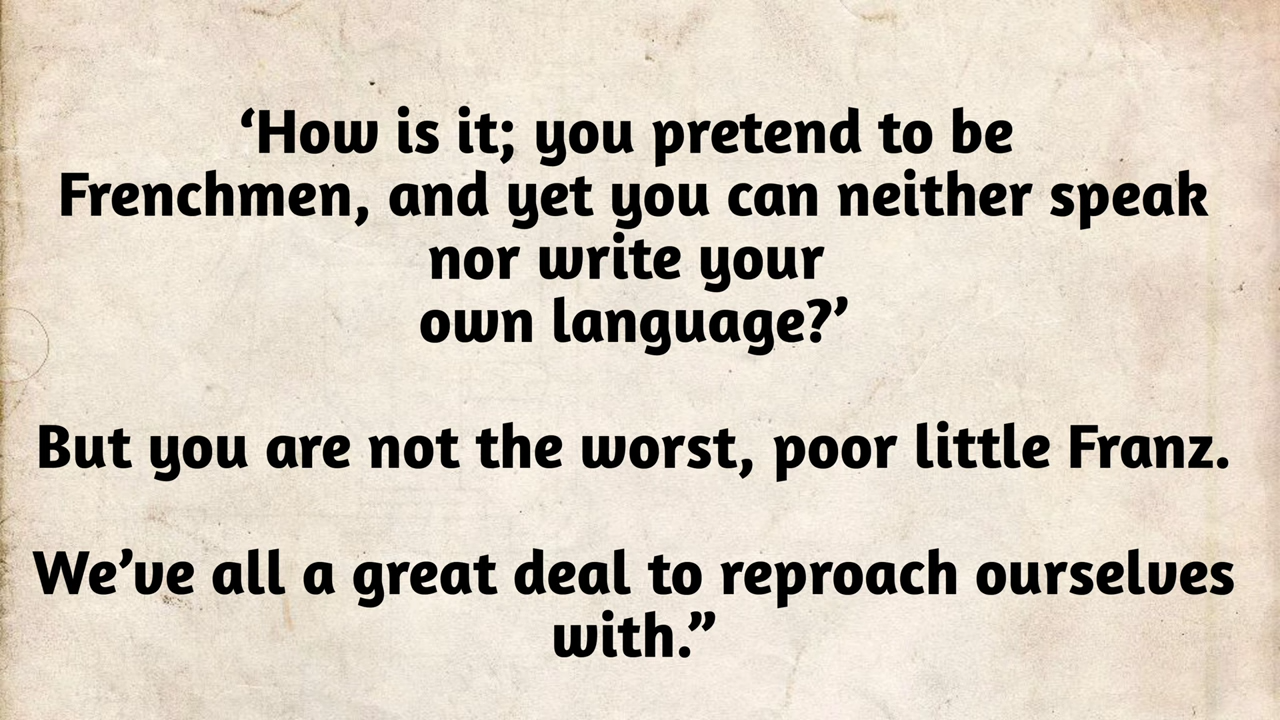 ‘How is it; you pretend to be
Frenchmen, and yet you can neither speak
nor write your
own language?’
But you are not the worst, poor little Franz.
We’ve all a great deal to reproach ourselves
with.”